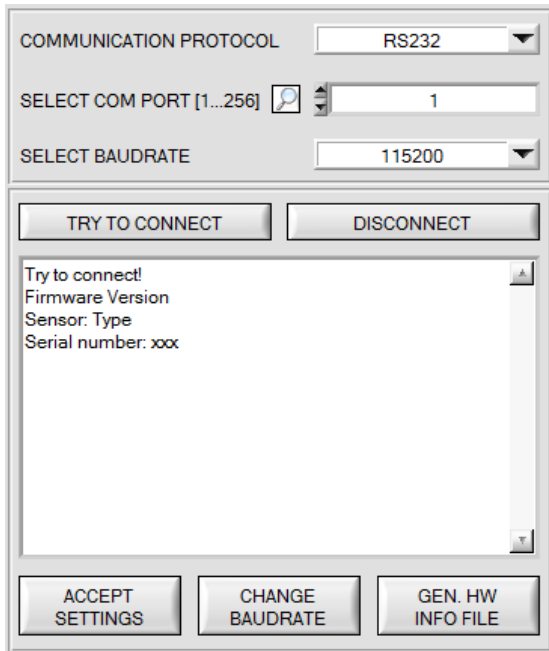 COMMUNICATION PROTOCOL RS232
SELECT COM PORT [1...256] 1
SELECT BAUDRATE 115200
TRY TO CONNECT DISCONNECT
Try to connect!
Firmware Version
Sensor: Type
Serial number: xxx
ACCEPT SETTINGS
CHANGE BAUDRATE
GEN. HW INFO FILE